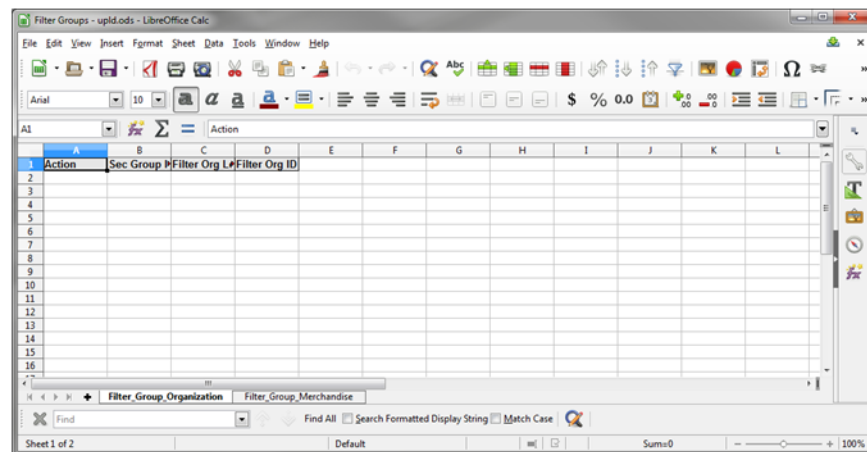 Filter Groups - upld.ods - LibreOffice Calc
File Edit View Insert Format Sheet Data Tools Window Help
Arial 10 a a a $ % 0.0
A1 Σ = Action
A B C D E F G H I J K L
1 Action Sec Group Filter Org L Filter Org ID
2
3
4
5
6
7
8
9
10
11
12
13
14
15
16
Filter_Group_Organization Filter_Group_Merchandise
Find Find All Search Formatted Display String Match Case
Sheet 1 of 2 Default Sum=0 100%